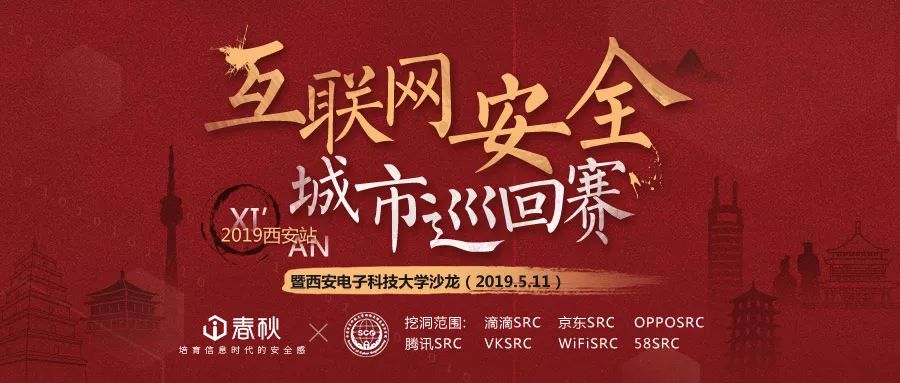 互联网安全
城市巡回赛
XI'
2019西安站
AN
暨西安电子科技大学沙龙（2019.5.11）
i春秋
培育信息时代的安全感
×
SCG
挖洞范围： 滴滴SRC 京东SRC OPPOSRC
腾讯SRC VKSRC WiFiSRC 58SRC